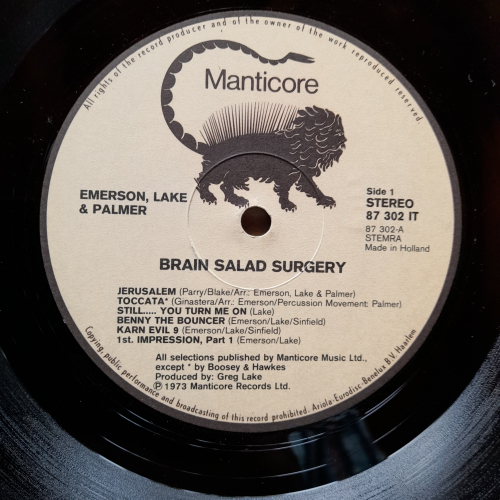 All rights of the record producer and of the owner of the work reproduced reserved.
Manticore
EMERSON, LAKE
& PALMER
Side 1
STEREO
87 302 IT
87 302-A
STEMRA
Made in Holland
BRAIN SALAD SURGERY
JERUSALEM (Parry/Blake/Arr.: Emerson, Lake & Palmer)
TOCCATA* (Ginastera/Arr.: Emerson/Percussion Movement: Palmer)
STILL..... YOU TURN ME ON (Lake)
BENNY THE BOUNCER (Emerson/Lake/Sinfield)
KARN EVIL 9 (Emerson/Lake/Sinfield)
1st. IMPRESSION, Part 1 (Emerson/Lake)
All selections published by Manticore Music Ltd.,
except * by Boosey & Hawkes
Produced by: Greg Lake
℗ 1973 Manticore Records Ltd.
Copying, public performance and broadcasting of this record prohibited. Ariola-Eurodisc Benelux B.V. Haarlem